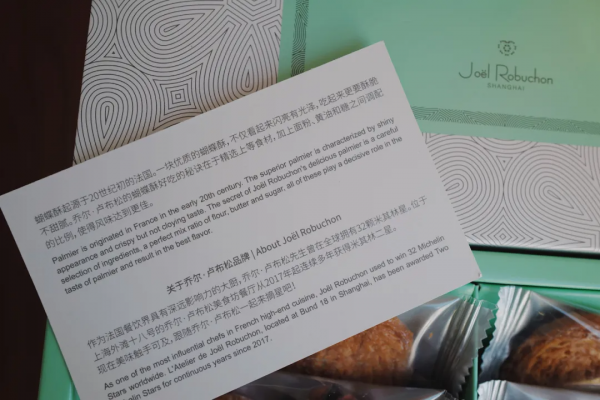 Joël Robuchon
SHANGHAI
蝴蝶酥起源于20世纪初的法国。一块优质的蝴蝶酥,不仅看起来闪亮有光泽,吃起来更要酥脆
不甜腻。乔尔·卢布松的蝴蝶酥好吃的秘诀在于精选上等食材,加上面粉、黄油和糖之间调配
的比例,使得风味达到更佳。
Palmier is originated in France in the early 20th century. The superior palmier is characterized by shiny
appearance and crispy but not cloying taste. The secret of Joël Robuchon's delicious palmier is a careful
selection of ingredients, a perfect mix ratio of flour, butter and sugar, all of these play a decisive role in the
taste of palmier and result in the best flavor.
关于乔尔·卢布松品牌 | About Joël Robuchon
作为法国餐饮界具有深远影响力的大厨,乔尔·卢布松先生曾在全球拥有32颗米其林星。位于
上海外滩十八号的乔尔·卢布松美食坊餐厅从2017年起连续多年获得米其林二星。
现在美味触手可及,跟随乔尔·卢布松一起来摘星吧!
As one of the most influential chefs in French high-end cuisine, Joël Robuchon used to win 32 Michelin
Stars worldwide. L'Atelier de Joël Robuchon, located at Bund 18 in Shanghai, has been awarded Two
Stars for continuous years since 2017.